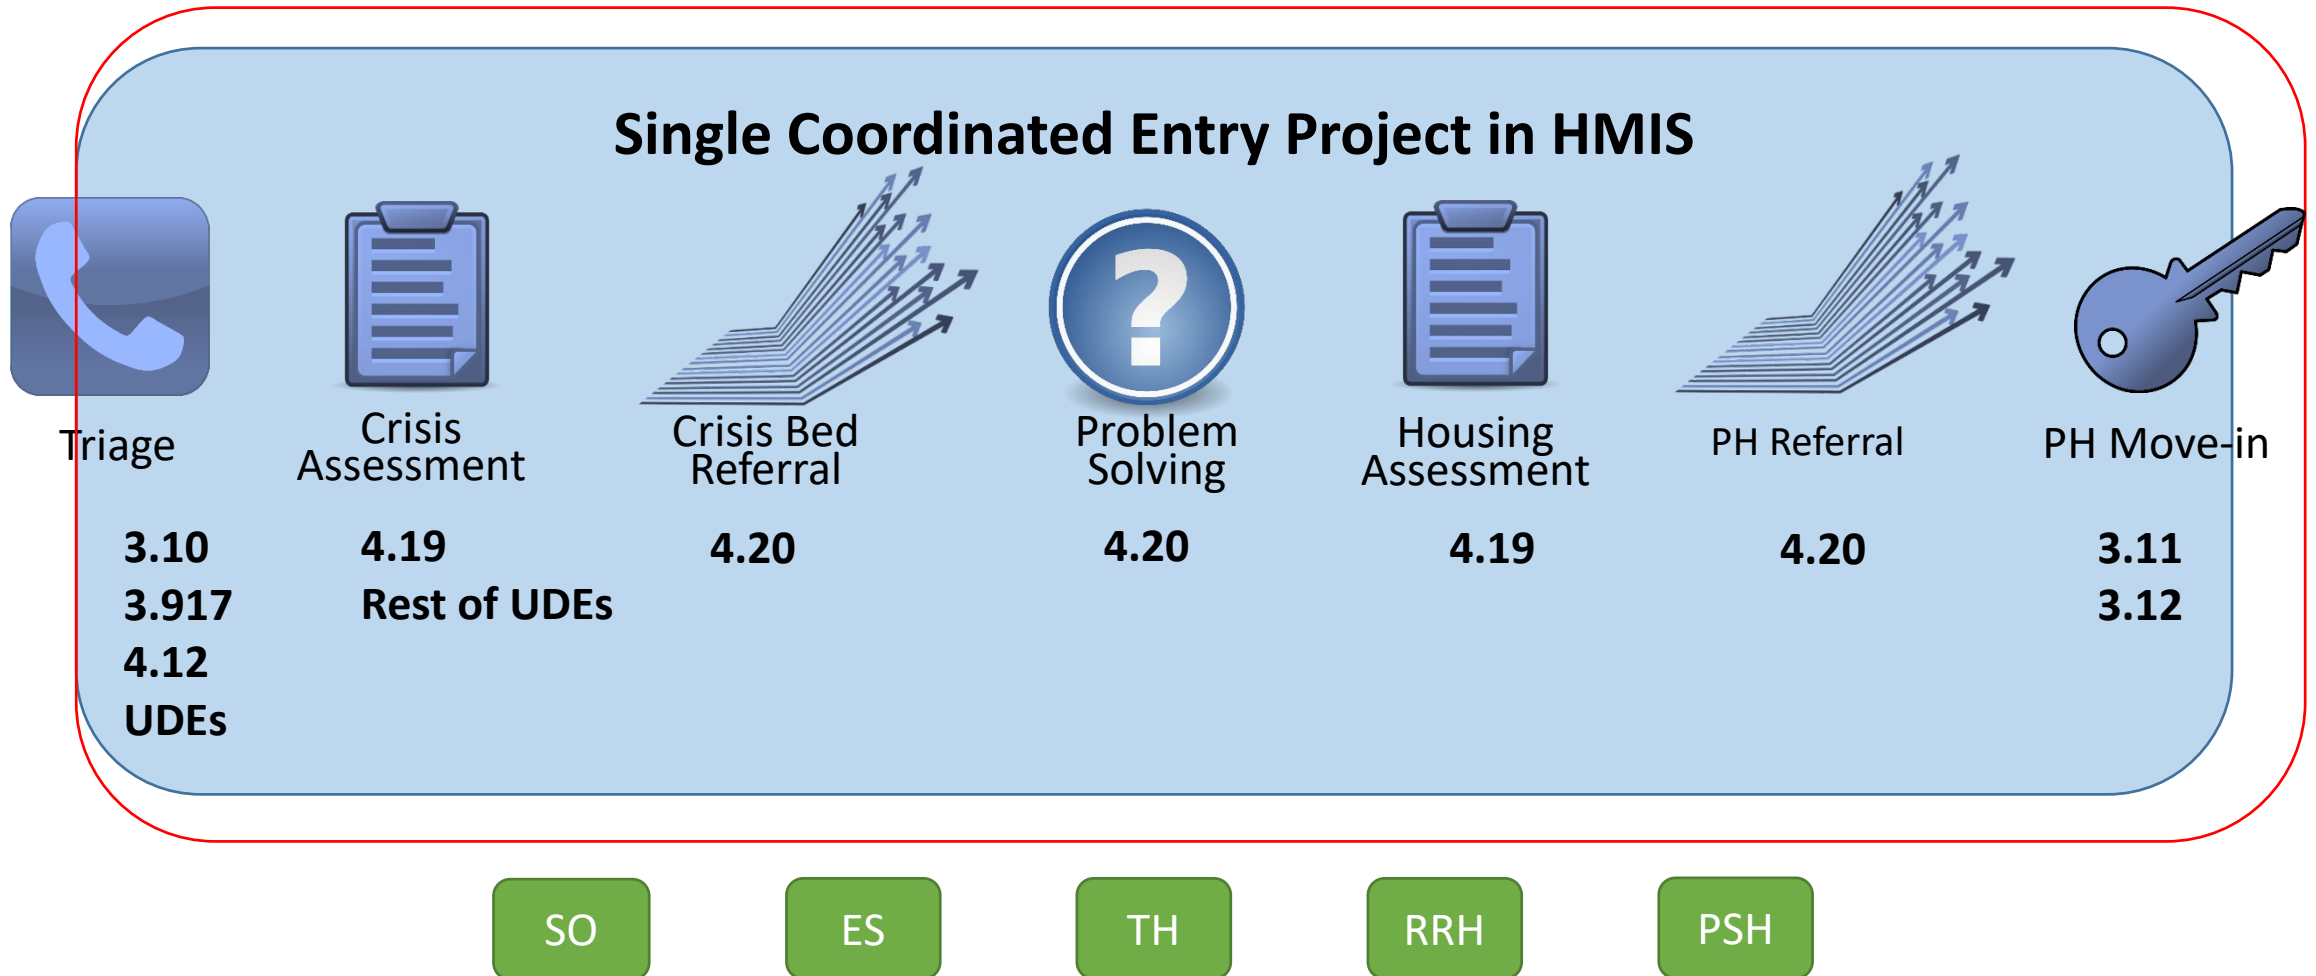 Single Coordinated Entry Project in HMIS
?
Triage
Crisis
Assessment
Crisis Bed
Referral
Problem
Solving
Housing
Assessment
PH Referral
PH Move-in
3.10
3.917
4.12
UDEs
4.19
Rest of UDEs
4.20
4.20
4.19
4.20
3.11
3.12
SO
ES
TH
RRH
PSH